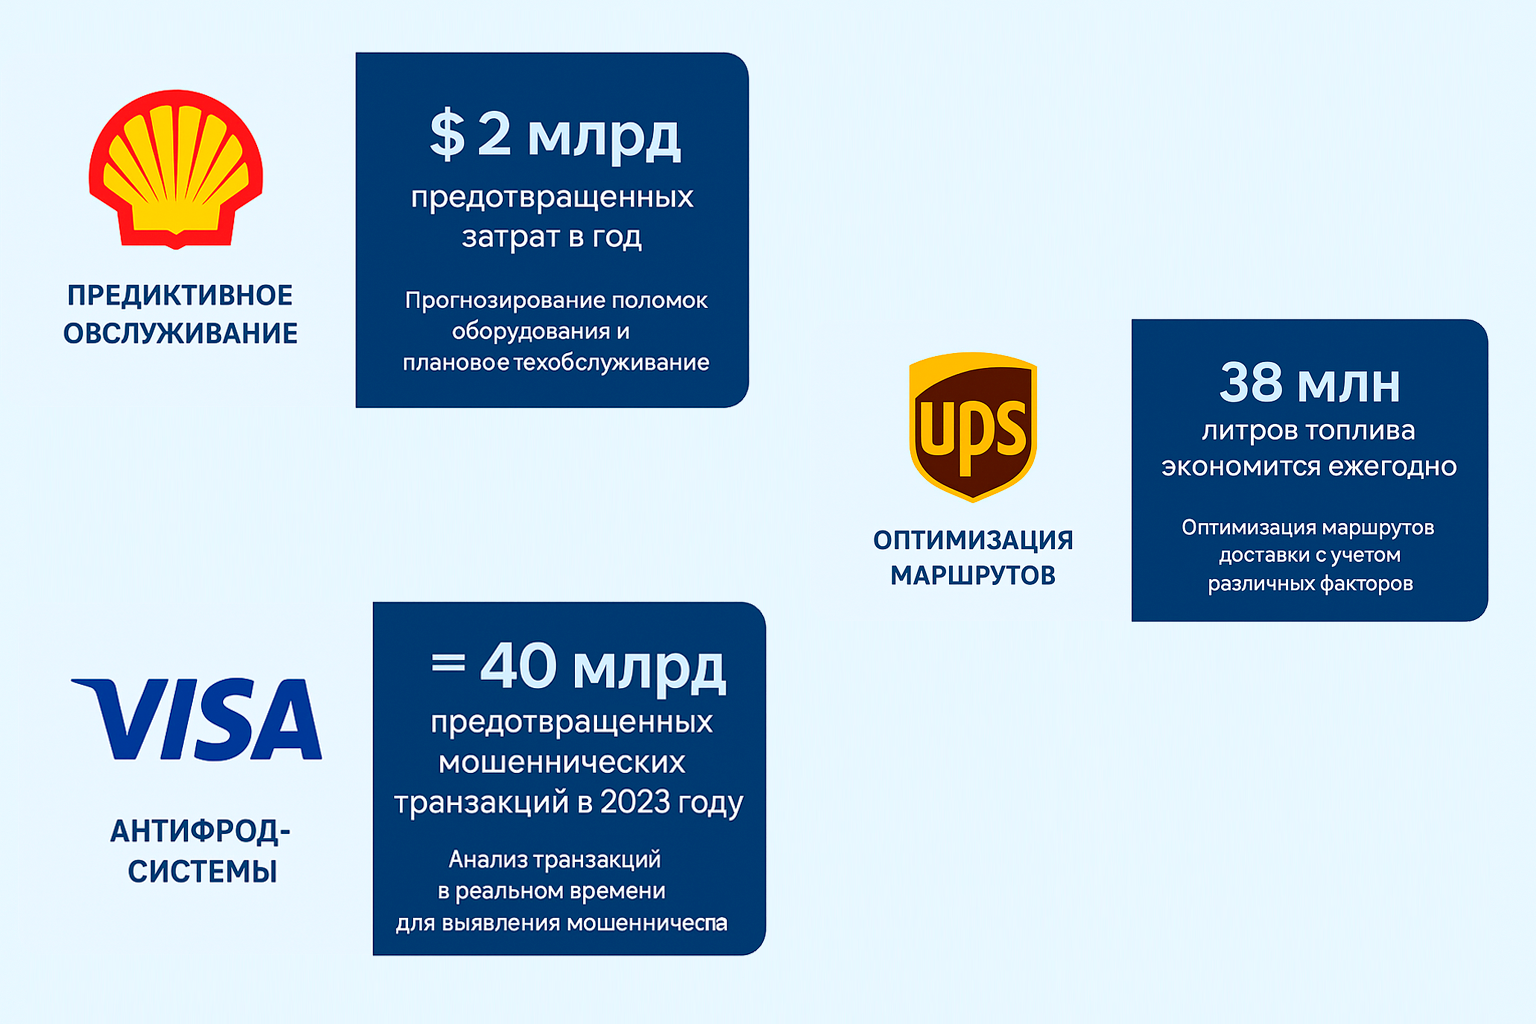 $ 2 млрд
предотвращенных
затрат в год
Прогнозирование поломок
оборудования и
плановое техобслуживание
ПРЕДИКТИВНОЕ
ОВСЛУЖИВАНИЕ
ups
ОПТИМИЗАЦИЯ
МАРШРУТОВ
38 млн
литров топлива
экономится ежегодно
Оптимизация маршрутов
доставки с учетом
различных факторов
VISA
АНТИФРОД-
СИСТЕМЫ
= 40 млрд
предотвращенных
мошеннических
транзакций в 2023 году
Анализ транзакций
в реальном времени
для выявления мошенничеспа